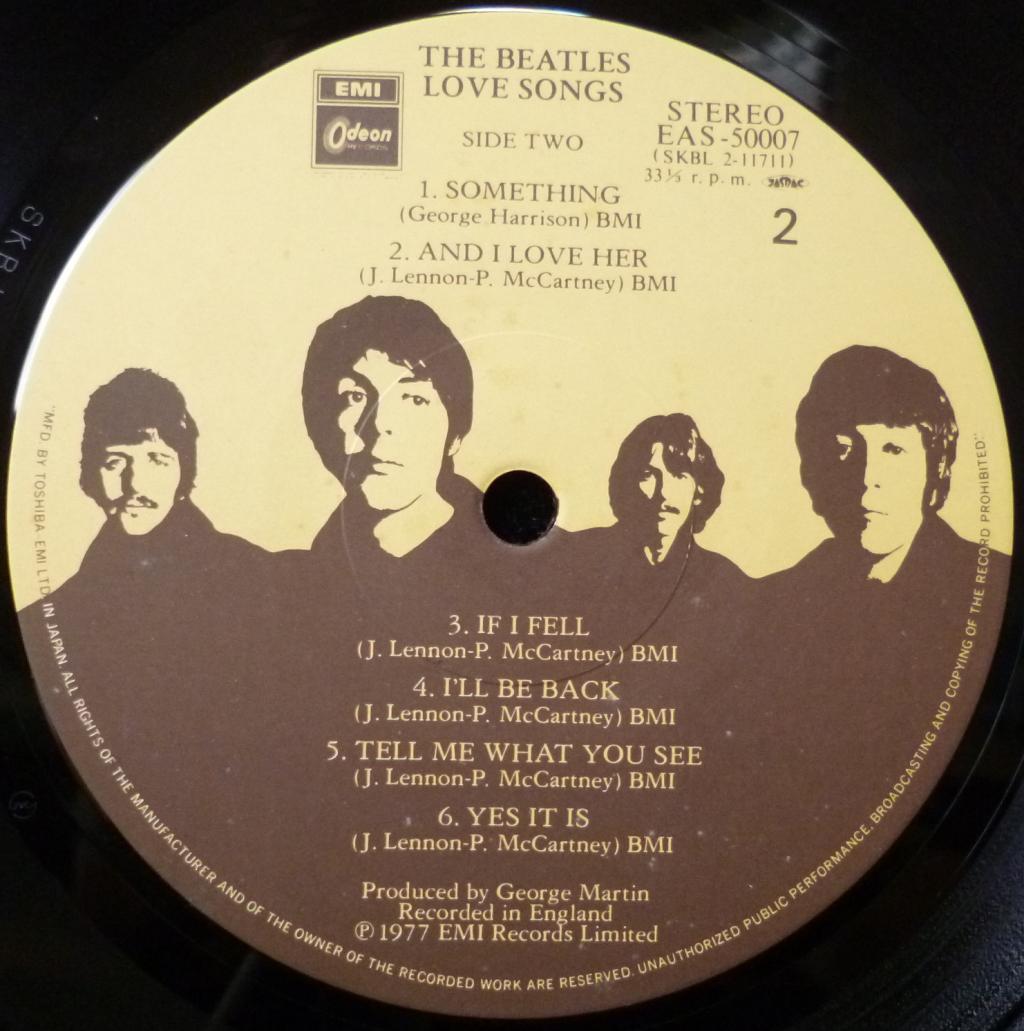 THE BEATLES
LOVE SONGS
EMI
Odeon
SIDE TWO
STEREO
EAS-50007
(SKBL 2-11711)
33⅓ r. p. m. JASRAC
2
1. SOMETHING
(George Harrison) BMI
2. AND I LOVE HER
(J. Lennon-P. McCartney) BMI
3. IF I FELL
(J. Lennon-P. McCartney) BMI
4. I'LL BE BACK
(J. Lennon-P. McCartney) BMI
5. TELL ME WHAT YOU SEE
(J. Lennon-P. McCartney) BMI
6. YES IT IS
(J. Lennon-P. McCartney) BMI
Produced by George Martin
Recorded in England
℗ 1977 EMI Records Limited
"MFD. BY TOSHIBA EMI LTD. IN JAPAN. ALL RIGHTS OF THE MANUFACTURER AND OF THE OWNER OF THE RECORDED WORK ARE RESERVED. UNAUTHORIZED PUBLIC PERFORMANCE. BROADCASTING AND COPYING OF THE RECORD PROHIBITED."